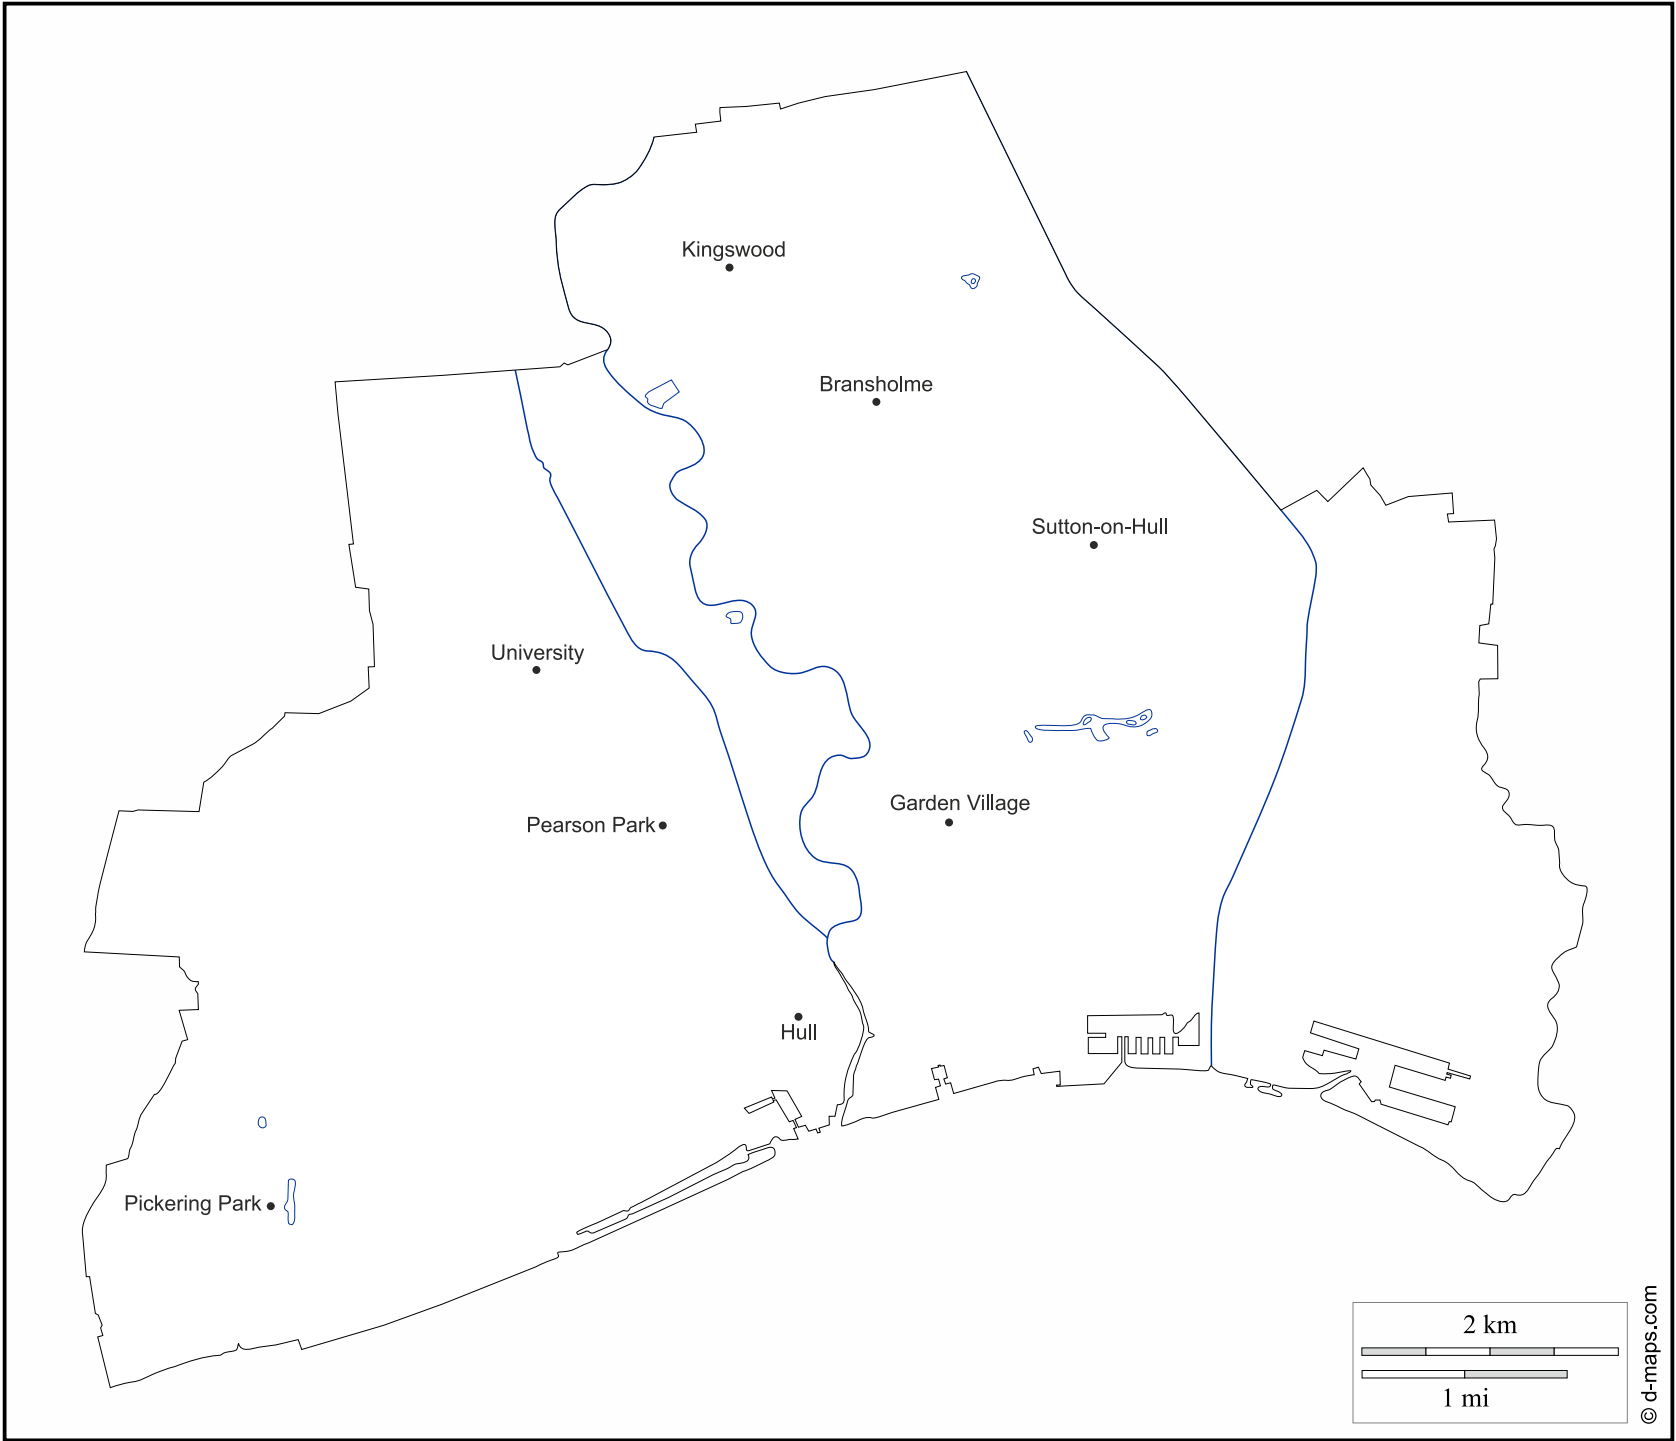 Kingswood
Bransholme
Sutton-on-Hull
University
Garden Village
Pearson Park
Hull
Pickering Park
2 km
1 mi
© d-maps.com